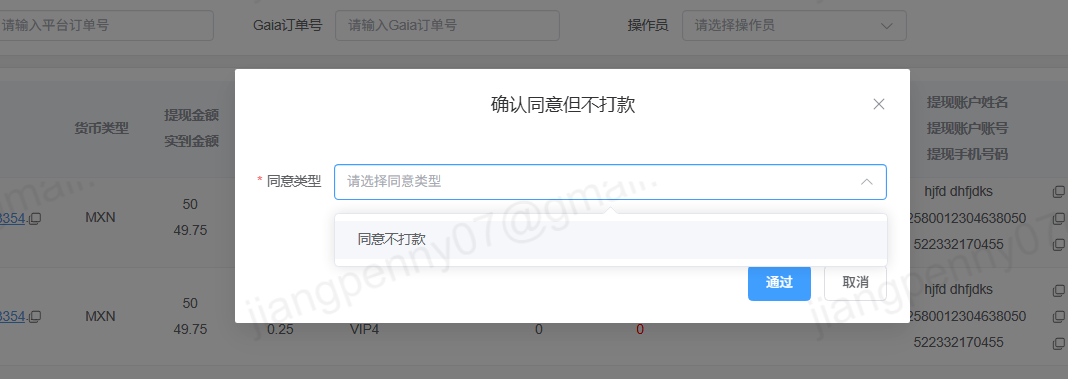 请输入平台订单号 Gaia订单号 请输入Gaia订单号 操作员 请选择操作员
确认同意但不打款
货币类型 提现金额 提现账户姓名
实到金额 提现账户账号
提现手机号码
* 同意类型 请选择同意类型
同意不打款
3354. MXN 50 hjfd dhfjdks
49.75 2580012304638050
522332170455
通过 取消
3354. MXN 50 hjfd dhfjdks
49.75 0.25 VIP4 0 0 2580012304638050
522332170455
gmail.
jiangpenny07@gmail.
jiangpenny07